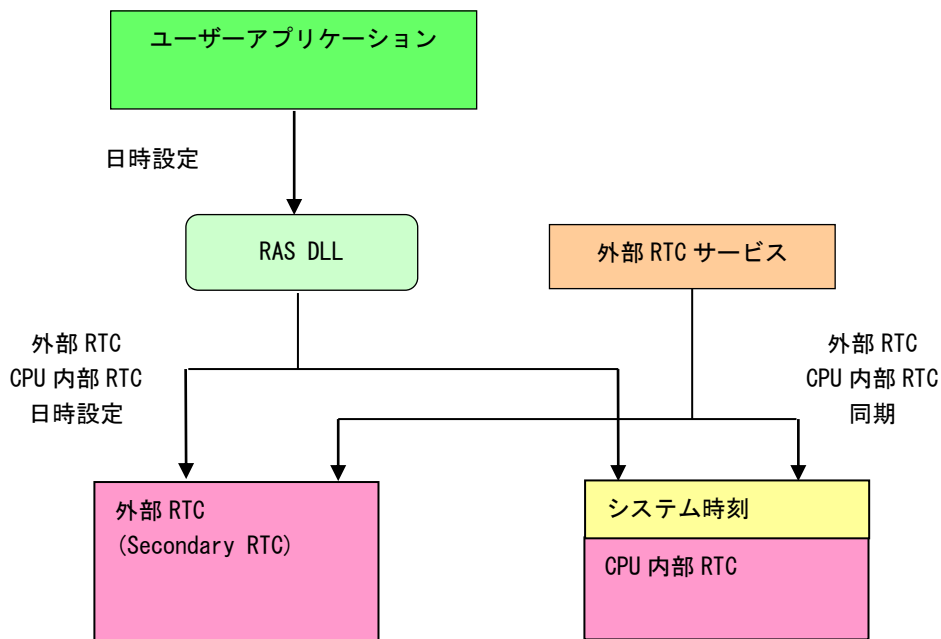 ユーザーアプリケーション
日時設定
RAS DLL
外部 RTC サービス
外部 RTC
CPU 内部 RTC
日時設定
外部 RTC
CPU 内部 RTC
同期
外部 RTC
(Secondary RTC)
システム時刻
CPU 内部 RTC